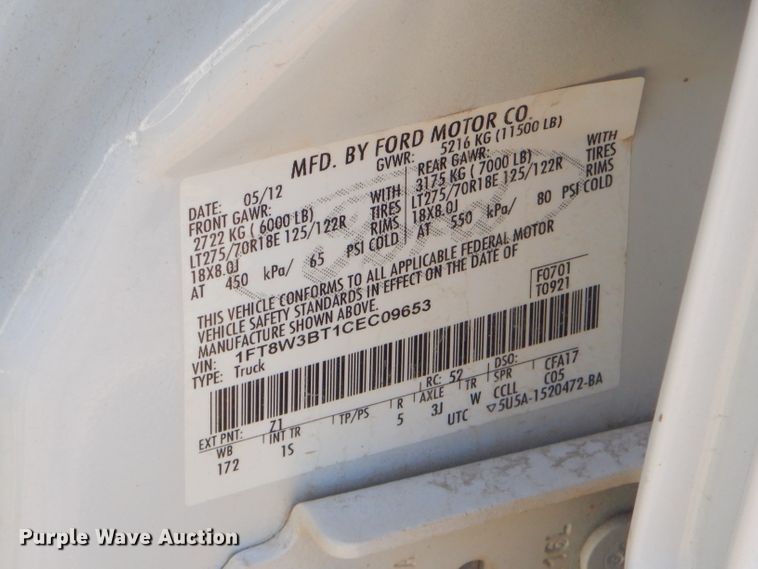 MFD. BY FORD MOTOR CO.
DATE: 05/12 GVWR: 5216 KG (11500 LB)
FRONT GAWR: REAR GAWR:
2722 KG ( 6000 LB) WITH 3175 KG ( 7000 LB) WITH
LT275/70R18E 125/122R TIRES LT275/70R18E 125/122R TIRES
18X8.0J RIMS 18X8.0J RIMS
AT 450 kPa/ 65 PSI COLD AT 550 kPa/ 80 PSI COLD
THIS VEHICLE CONFORMS TO ALL APPLICABLE FEDERAL MOTOR
VEHICLE SAFETY STANDARDS IN EFFECT ON THE DATE OF
MANUFACTURE SHOWN ABOVE.
F0701
T0921
VIN: 1FT8W3BT1CEC09653
TYPE: Truck
EXT PNT: Z1 RC: 52 DSO:
WB INT TR TP/PS R AXLE TR SPR CFA17
172 1S 5 3J W CCLL C05
UTC ▽5U5A-1520472-BA
Purple Wave Auction